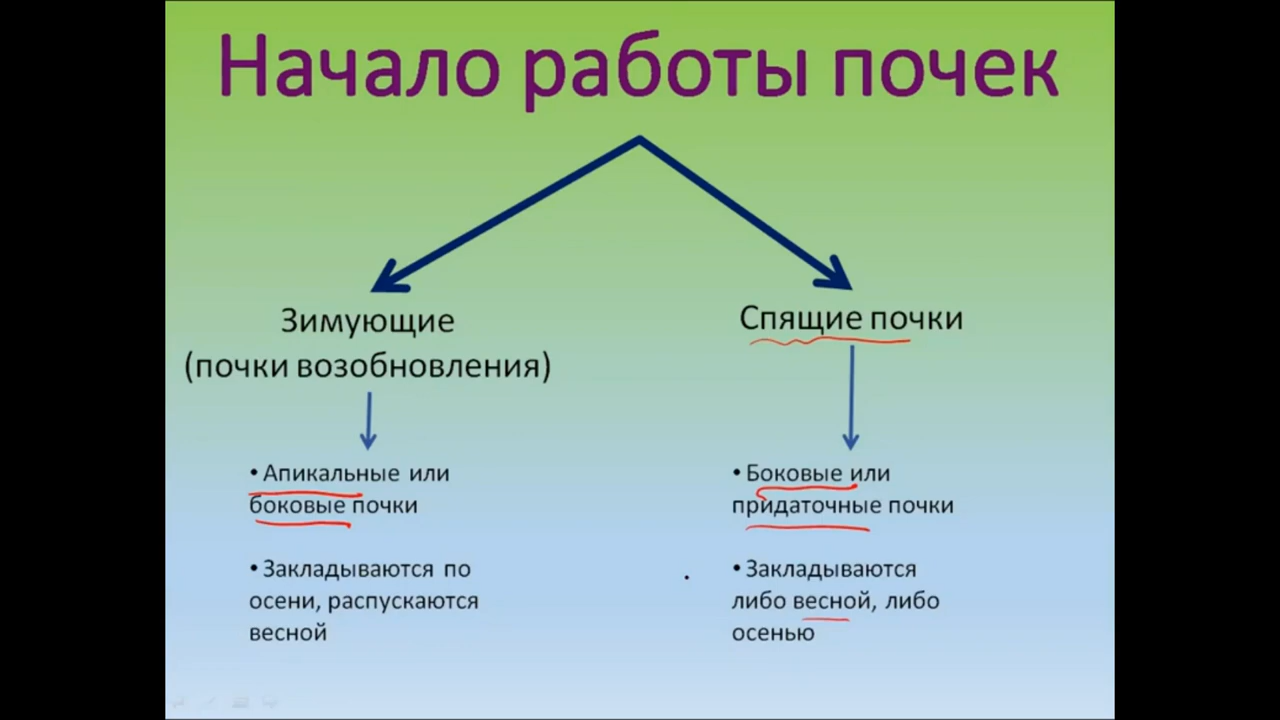 Начало работы почек
Зимующие
(почки возобновления)
• Апикальные или
боковые почки
• Закладываются по
осени, распускаются
весной
Спящие почки
• Боковые или
придаточные почки
• Закладываются
либо весной, либо
осенью